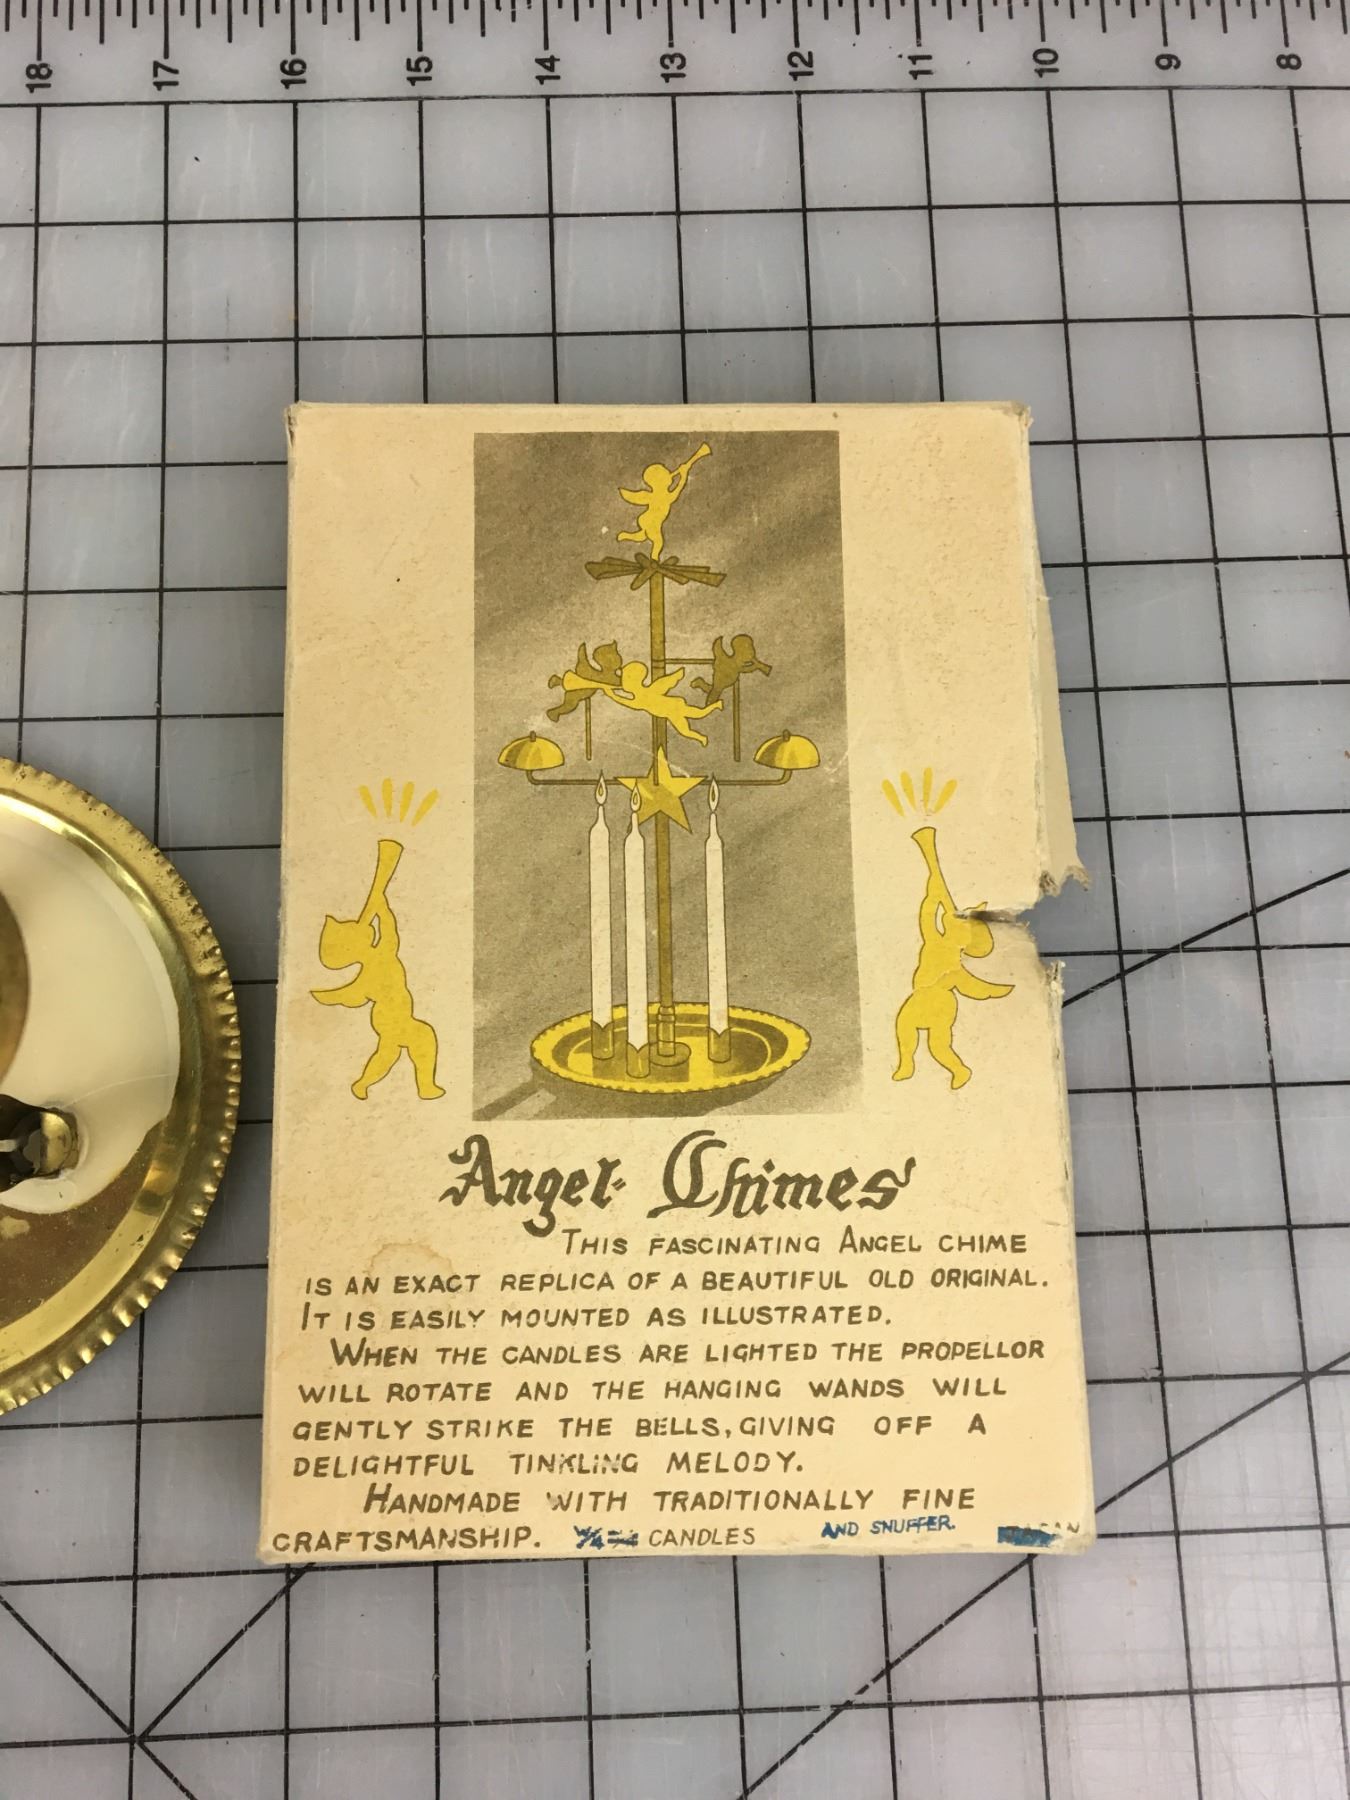 18 17 16 15 14 13 12 11 10 9 8
Angel Chimes
THIS FASCINATING ANGEL CHIME
IS AN EXACT REPLICA OF A BEAUTIFUL OLD ORIGINAL.
IT IS EASILY MOUNTED AS ILLUSTRATED.
WHEN THE CANDLES ARE LIGHTED THE PROPELLOR
WILL ROTATE AND THE HANGING WANDS WILL
GENTLY STRIKE THE BELLS, GIVING OFF A
DELIGHTFUL TINKLING MELODY.
HANDMADE WITH TRADITIONALLY FINE
CRAFTSMANSHIP. CANDLES AND SNUFFER.